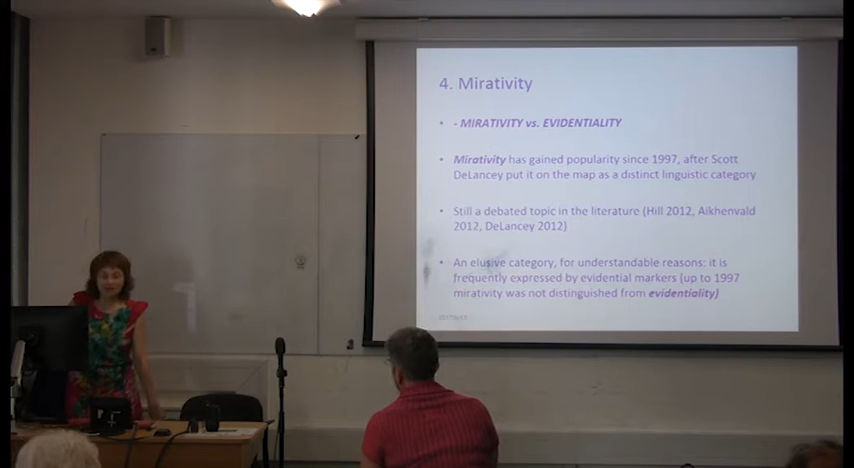 4. Mirativity
• - MIRATIVITY vs. EVIDENTIALITY
• Mirativity has gained popularity since 1997, after Scott
DeLancey put it on the map as a distinct linguistic category
• Still a debated topic in the literature (Hill 2012, Aikhenvald
2012, DeLancey 2012)
• An elusive category, for understandable reasons: it is
frequently expressed by evidential markers (up to 1997
mirativity was not distinguished from evidentiality)